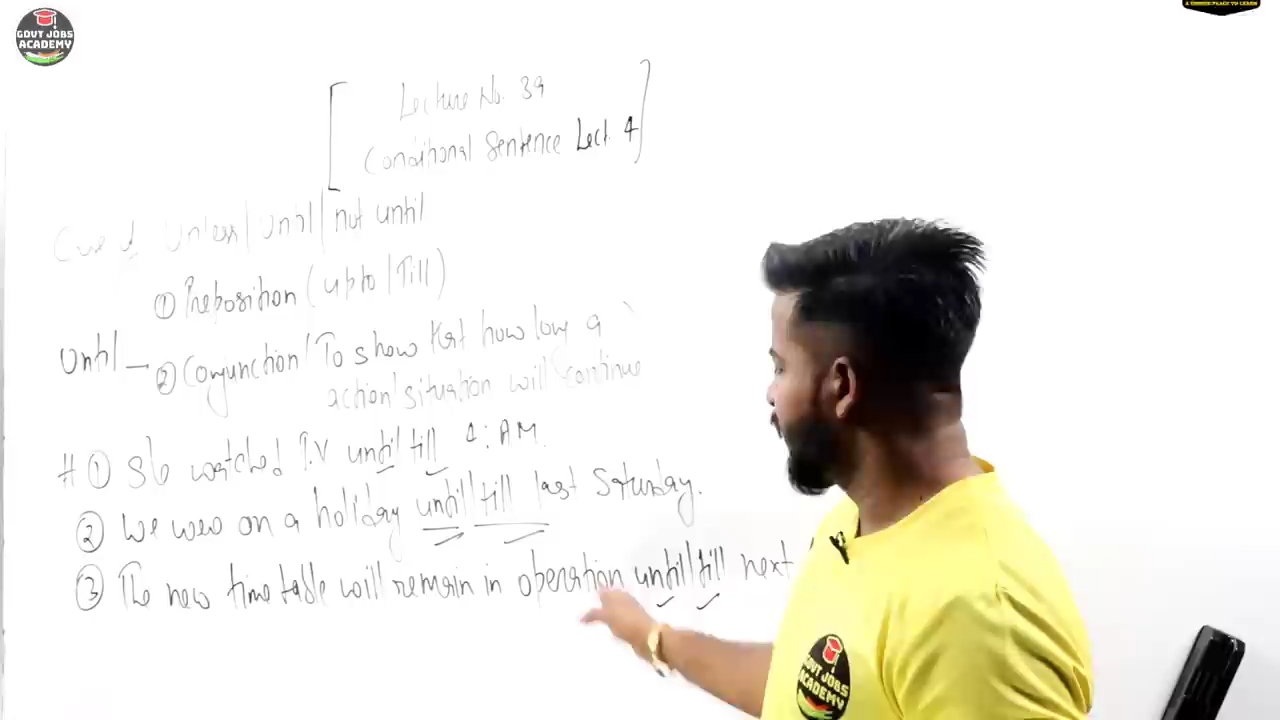 GOVT JOBS
ACADEMY
Lecture No. 39
Conditional Sentence Lect. 4
Unless / Until / not until
① Preposition (upto / Till)
Until → ② Conjunction To show that how long a
action / situation will continue
# ① She watched T.V until / till 4: AM.
② We were on a holiday until / till last Saturday.
③ The new time table will remain in operation until / till next
GOVT JOBS
ACADEMY